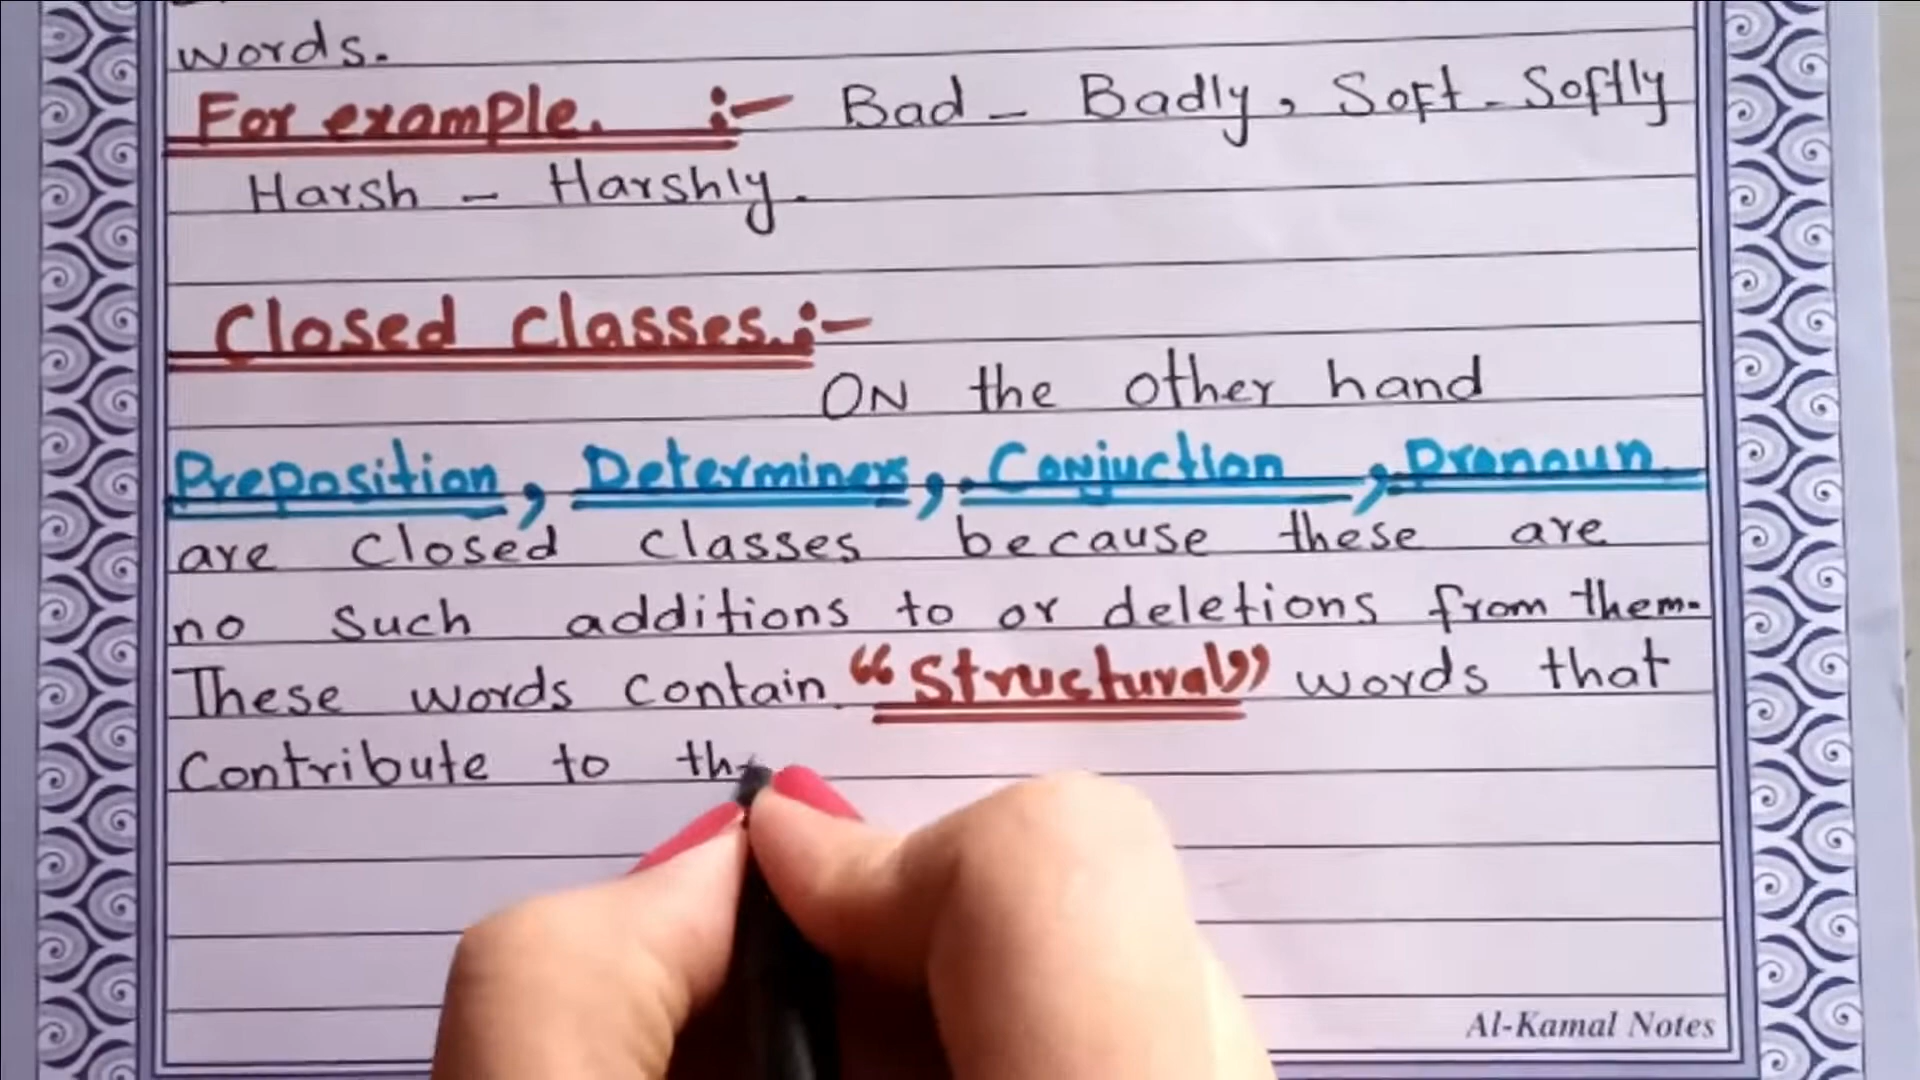 words.
For example. :- Bad - Badly, Soft - Softly
Harsh - Harshly.
Closed Classes.:-
ON the other hand
Preposition, Determiners, Conjuction, Pronoun
are Closed Classes because these are
no such additions to or deletions from them.
These words contain "Structural" words that
Contribute to the
Al-Kamal Notes